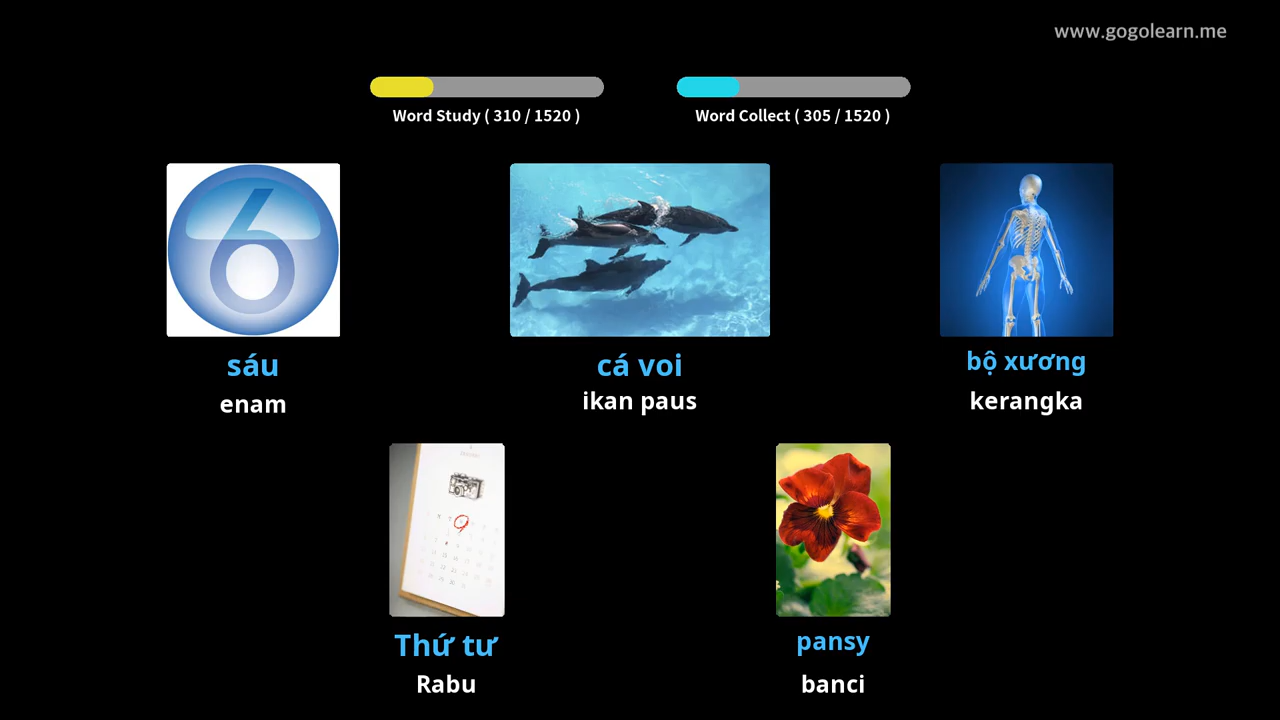 www.gogolearn.me
Word Study ( 310 / 1520 )
Word Collect ( 305 / 1520 )
6
sáu
enam
cá voi
ikan paus
bộ xương
kerangka
Thứ tư
Rabu
pansy
banci